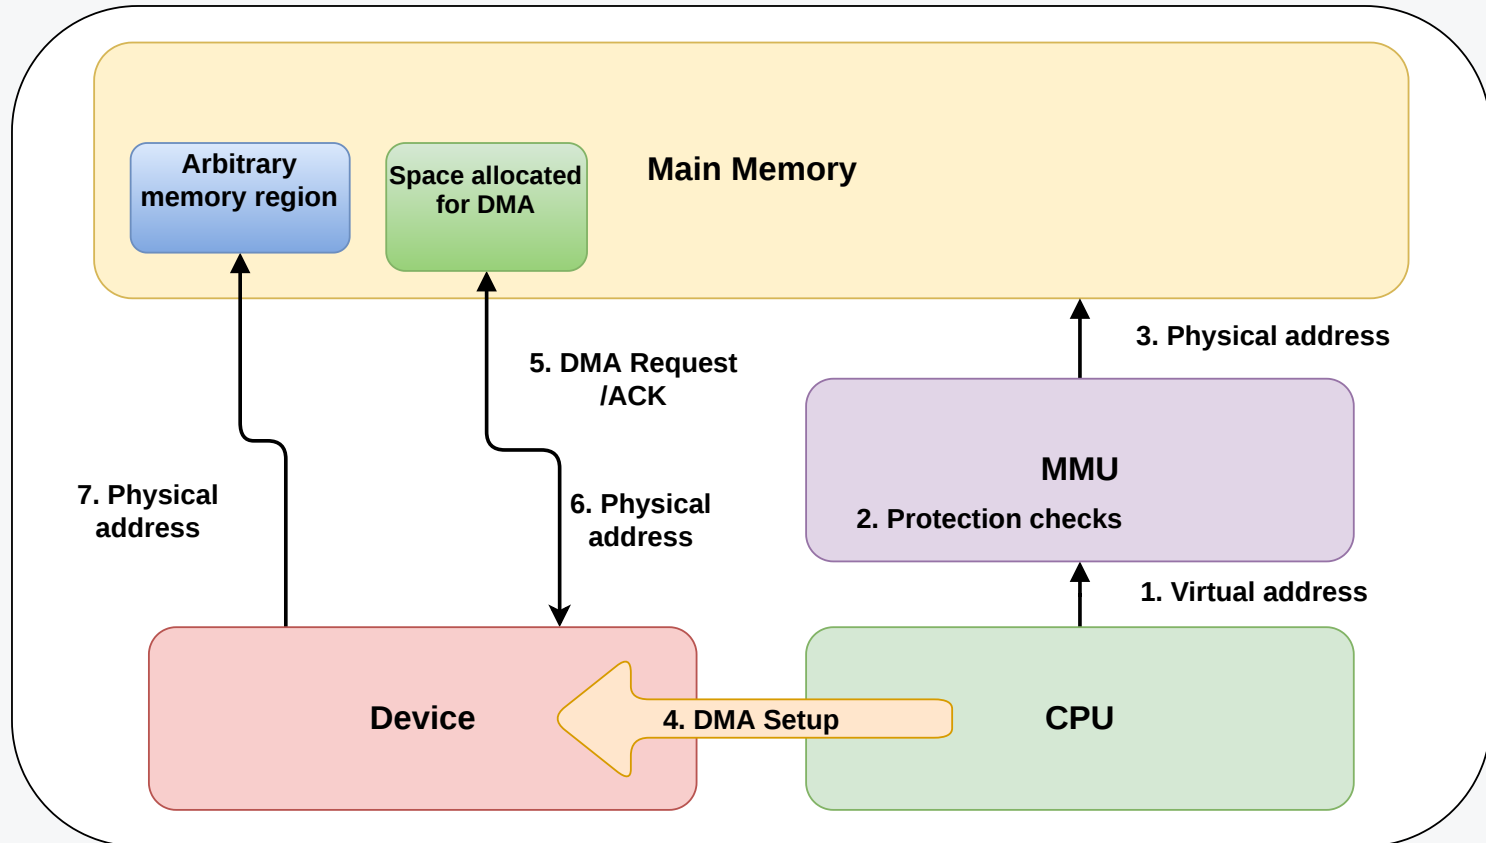 Arbitrary
memory region
Space allocated
for DMA
Main Memory
3. Physical address
5. DMA Request
/ACK
MMU
7. Physical
address
6. Physical
address
2. Protection checks
1. Virtual address
Device
4. DMA Setup
CPU